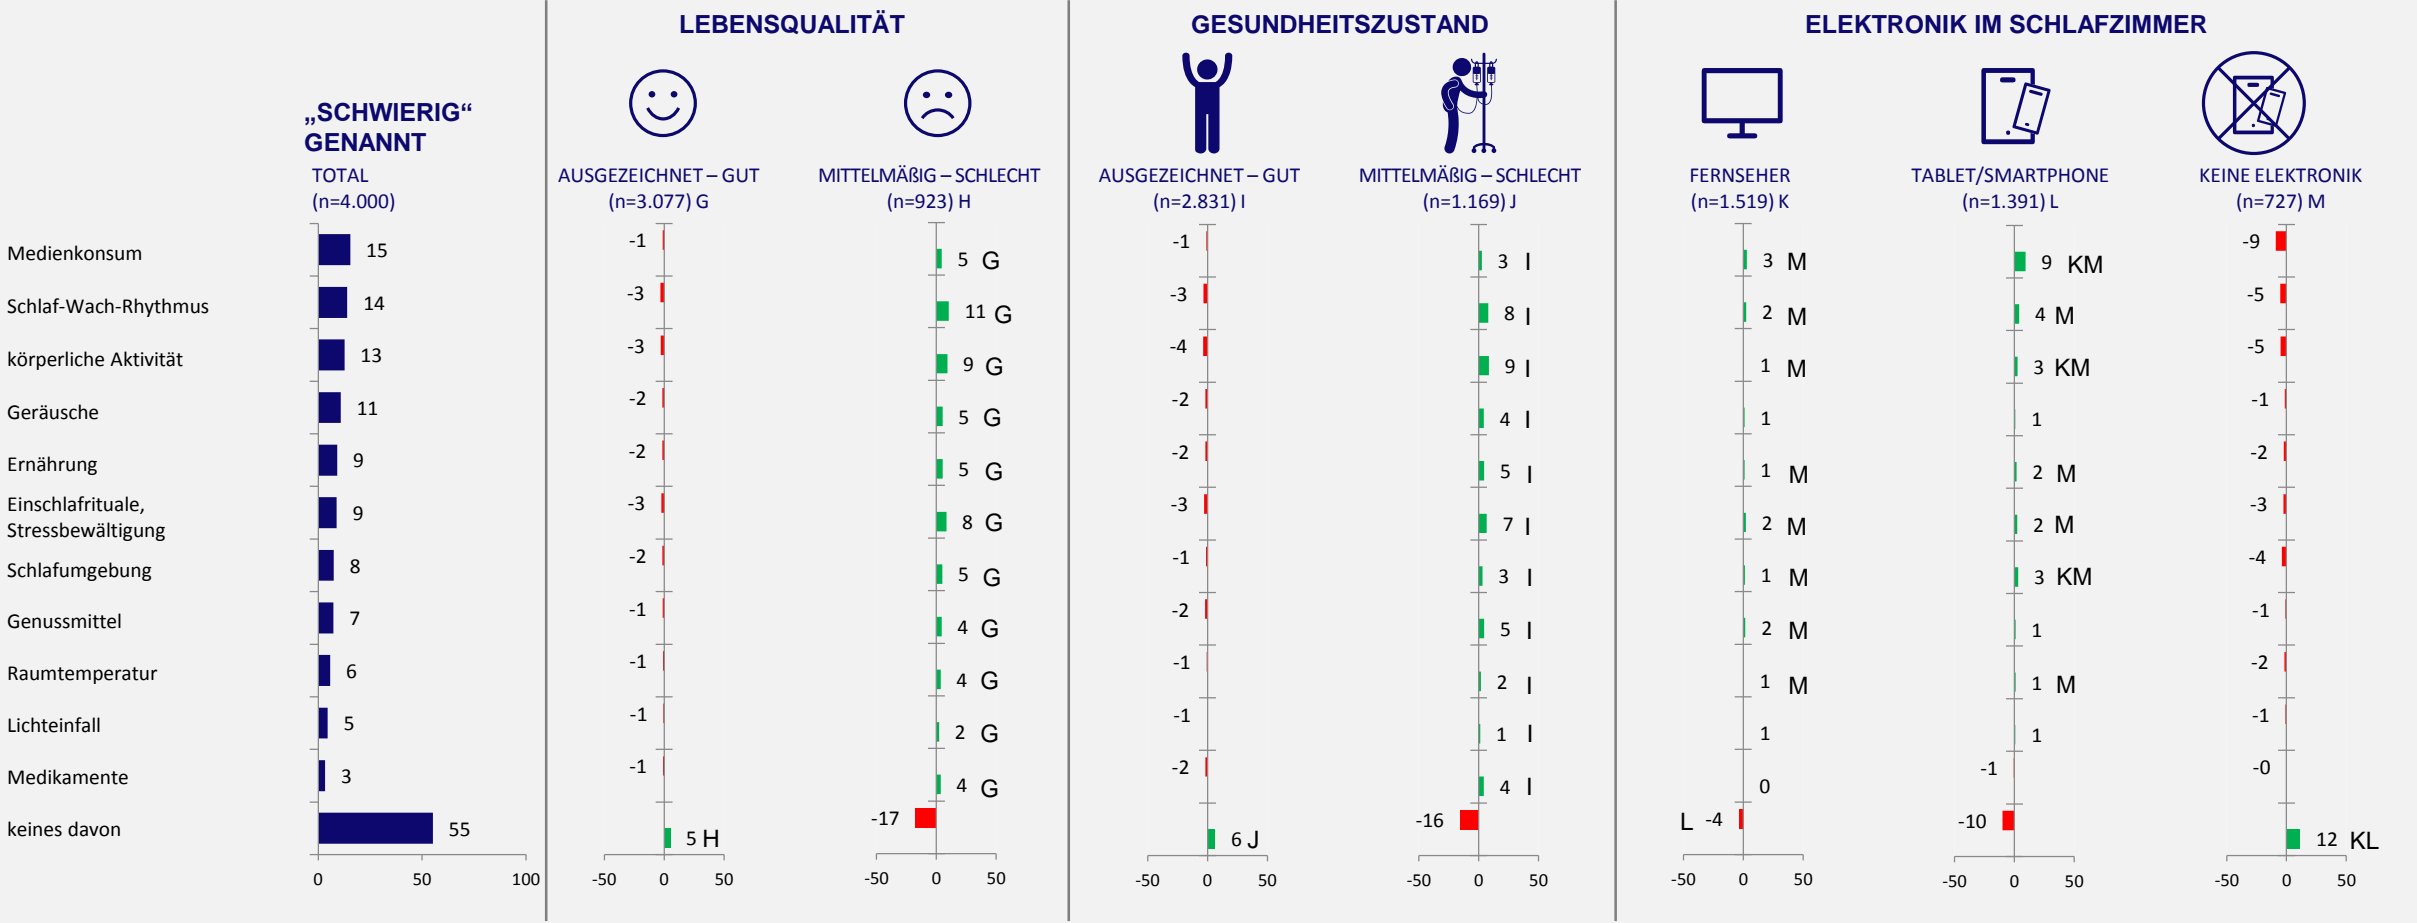 LEBENSQUALITÄT GESUNDHEITSZUSTAND ELEKTRONIK IM SCHLAFZIMMER
„SCHWIERIG“
GENANNT
TOTAL AUSGEZEICHNET – GUT MITTELMÄßIG – SCHLECHT AUSGEZEICHNET – GUT MITTELMÄßIG – SCHLECHT FERNSEHER TABLET/SMARTPHONE KEINE ELEKTRONIK
(n=4.000) (n=3.077) G (n=923) H (n=2.831) I (n=1.169) J (n=1.519) K (n=1.391) L (n=727) M
Medienkonsum 15 -1 5 G -1 3 I 3 M 9 KM -9
Schlaf-Wach-Rhythmus 14 -3 11 G -3 8 I 2 M 4 M -5
körperliche Aktivität 13 -3 9 G -4 9 I 1 M 3 KM -5
Geräusche 11 -2 5 G -2 4 I 1 1 -1
Ernährung 9 -2 5 G -2 5 I 1 M 2 M -2
Einschlafrituale,
Stressbewältigung 9 -3 8 G -3 7 I 2 M 2 M -3
Schlafumgebung 8 -2 5 G -1 3 I 1 M 3 KM -4
Genussmittel 7 -1 4 G -2 5 I 2 M 1 -1
Raumtemperatur 6 -1 4 G -1 2 I 1 M 1 M -2
Lichteinfall 5 -1 2 G -1 1 I 1 1 -1
Medikamente 3 -1 4 G -2 4 I 0 -1 -0
keines davon 55 5 H -17 6 J -16 L -4 -10 12 KL
0 50 100 -50 0 50 -50 0 50 -50 0 50 -50 0 50 -50 0 50 -50 0 50 -50 0 50